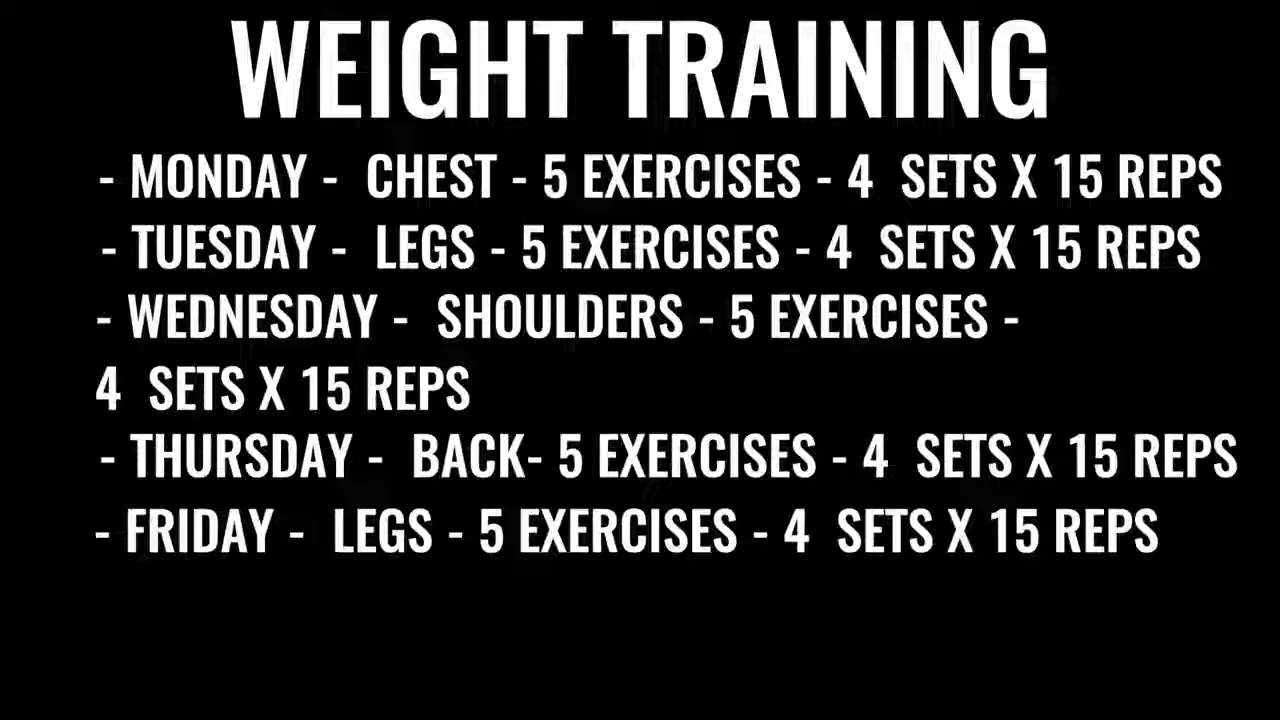 WEIGHT TRAINING
- MONDAY - CHEST - 5 EXERCISES - 4 SETS X 15 REPS
- TUESDAY - LEGS - 5 EXERCISES - 4 SETS X 15 REPS
- WEDNESDAY - SHOULDERS - 5 EXERCISES -
4 SETS X 15 REPS
- THURSDAY - BACK- 5 EXERCISES - 4 SETS X 15 REPS
- FRIDAY - LEGS - 5 EXERCISES - 4 SETS X 15 REPS